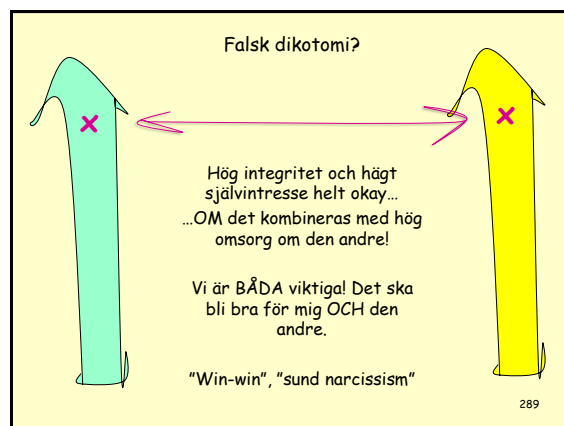 Falsk dikotomi?
Hög integritet och hägt
självintresse helt okay…
…OM det kombineras med hög
omsorg om den andre!
Vi är BÅDA viktiga! Det ska
bli bra för mig OCH den
andre.
”Win-win”, ”sund narcissism”
289